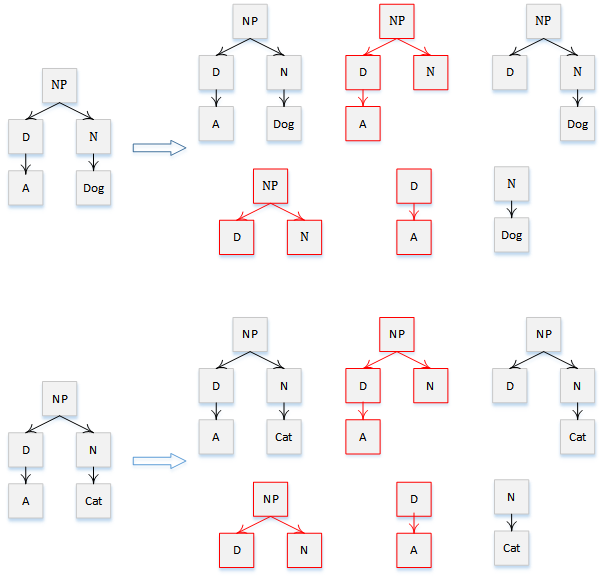 NP NP NP
D N D N D N
A Dog A Dog
NP
D N
A Dog
NP D N
D N A Dog
NP NP NP
D N D N D N
A Cat A Cat
NP
D N
A Cat
NP D N
D N A Cat